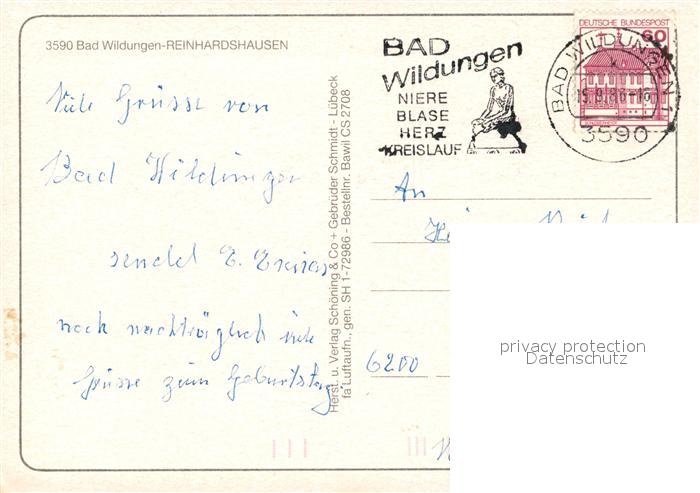 3590 Bad Wildungen-REINHARDSHAUSEN
Viele Grüsse von
Bad Wildungen
sendet E.
noch nachträglich viele
Grüsse zum Geburtstag.
Herst. u. Verlag Schöning & Co + Gebrüder Schmidt - Lübeck
fa Luftaufn., gen. SH 1-72986 - Bestellnr. Bawil CS 2708
BAD
Wildungen
NIERE
BLASE
HERZ
KREISLAUF
DEUTSCHE BUNDESPOST
60
BAD WILDUNGEN
3590
An
6200
privacy protection
Datenschutz